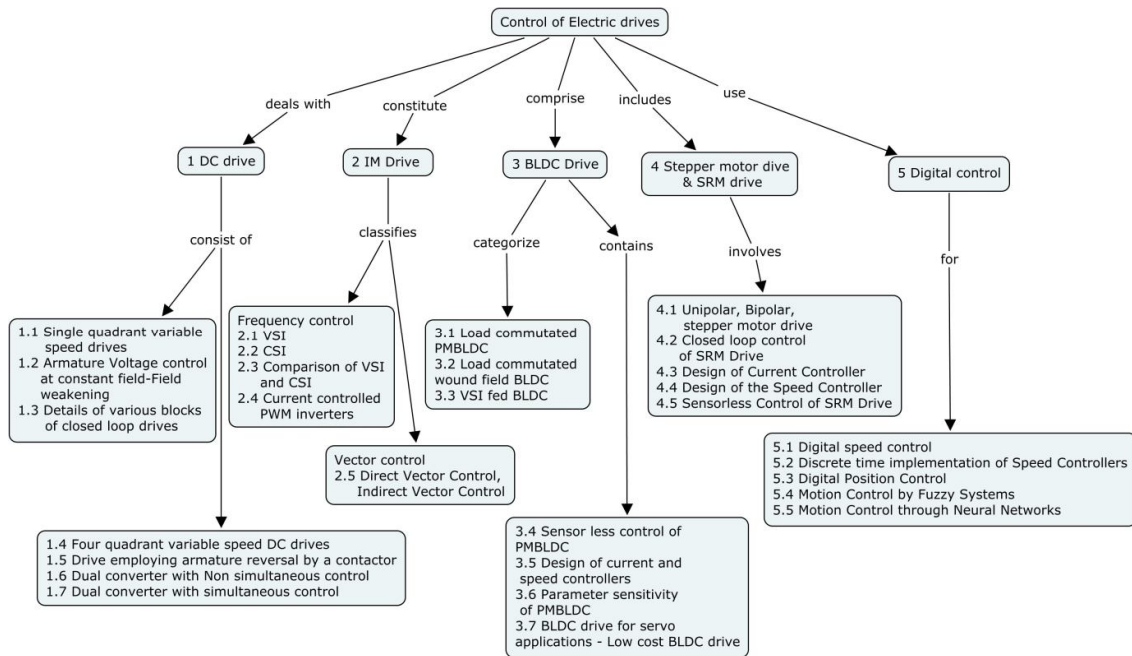 Control of Electric drives
deals with
constitute
comprise
includes
use
1 DC drive
2 IM Drive
3 BLDC Drive
4 Stepper motor dive
& SRM drive
5 Digital control
consist of
classifies
categorize
contains
involves
for
1.1 Single quadrant variable
speed drives
1.2 Armature Voltage control
at constant field-Field
weakening
1.3 Details of various blocks
of closed loop drives
Frequency control
2.1 VSI
2.2 CSI
2.3 Comparison of VSI
and CSI
2.4 Current controlled
PWM inverters
3.1 Load commutated
PMBLDC
3.2 Load commutated
wound field BLDC
3.3 VSI fed BLDC
4.1 Unipolar, Bipolar,
stepper motor drive
4.2 Closed loop control
of SRM Drive
4.3 Design of Current Controller
4.4 Design of the Speed Controller
4.5 Sensorless Control of SRM Drive
Vector control
2.5 Direct Vector Control,
Indirect Vector Control
5.1 Digital speed control
5.2 Discrete time implementation of Speed Controllers
5.3 Digital Position Control
5.4 Motion Control by Fuzzy Systems
5.5 Motion Control through Neural Networks
1.4 Four quadrant variable speed DC drives
1.5 Drive employing armature reversal by a contactor
1.6 Dual converter with Non simultaneous control
1.7 Dual converter with simultaneous control
3.4 Sensor less control of
PMBLDC
3.5 Design of current and
speed controllers
3.6 Parameter sensitivity
of PMBLDC
3.7 BLDC drive for servo
applications - Low cost BLDC drive